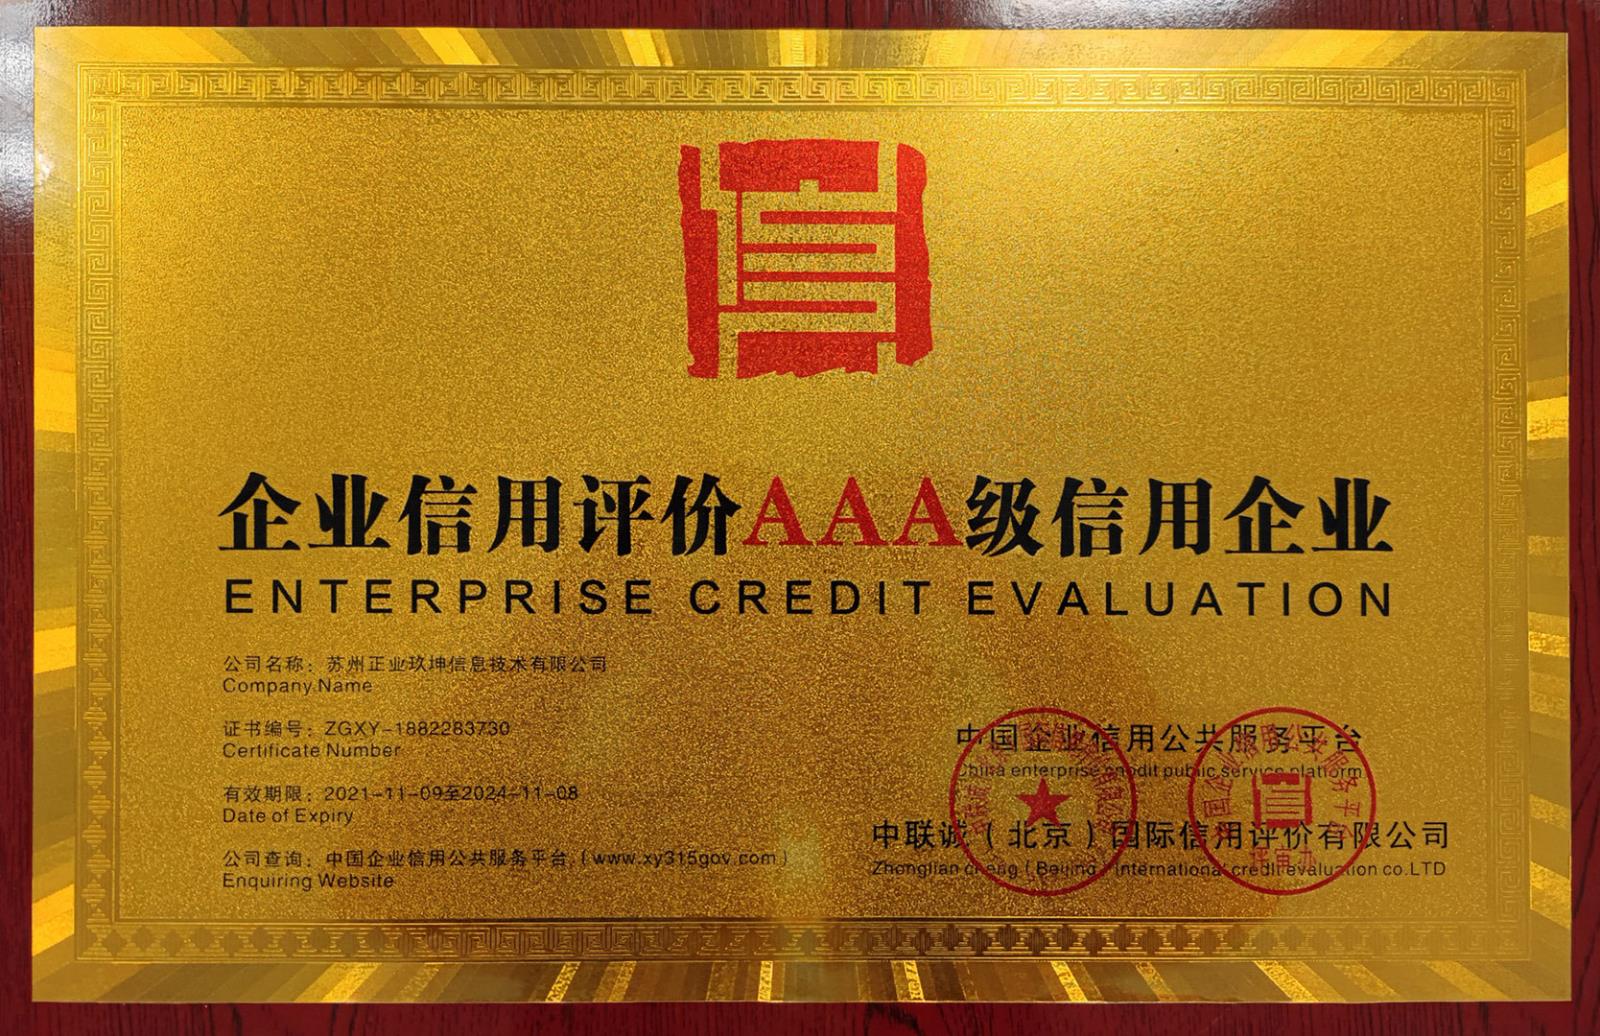 信
企业信用评价AAA级信用企业
ENTERPRISE CREDIT EVALUATION
公司名称：苏州正业玖坤信息技术有限公司
Company Name
证书编号：ZGXY-1882283730
Certificate Number
有效期限：2021-11-09至2024-11-08
Date of Expiry
公司查询：中国企业信用公共服务平台（www.xy315gov.com）
Enquiring Website
中国企业信用公共服务平台
China enterprise credit public service platform
中联诚（北京）国际信用评价有限公司
Zhonglian cheng（Beijing）International credit evaluation co.LTD